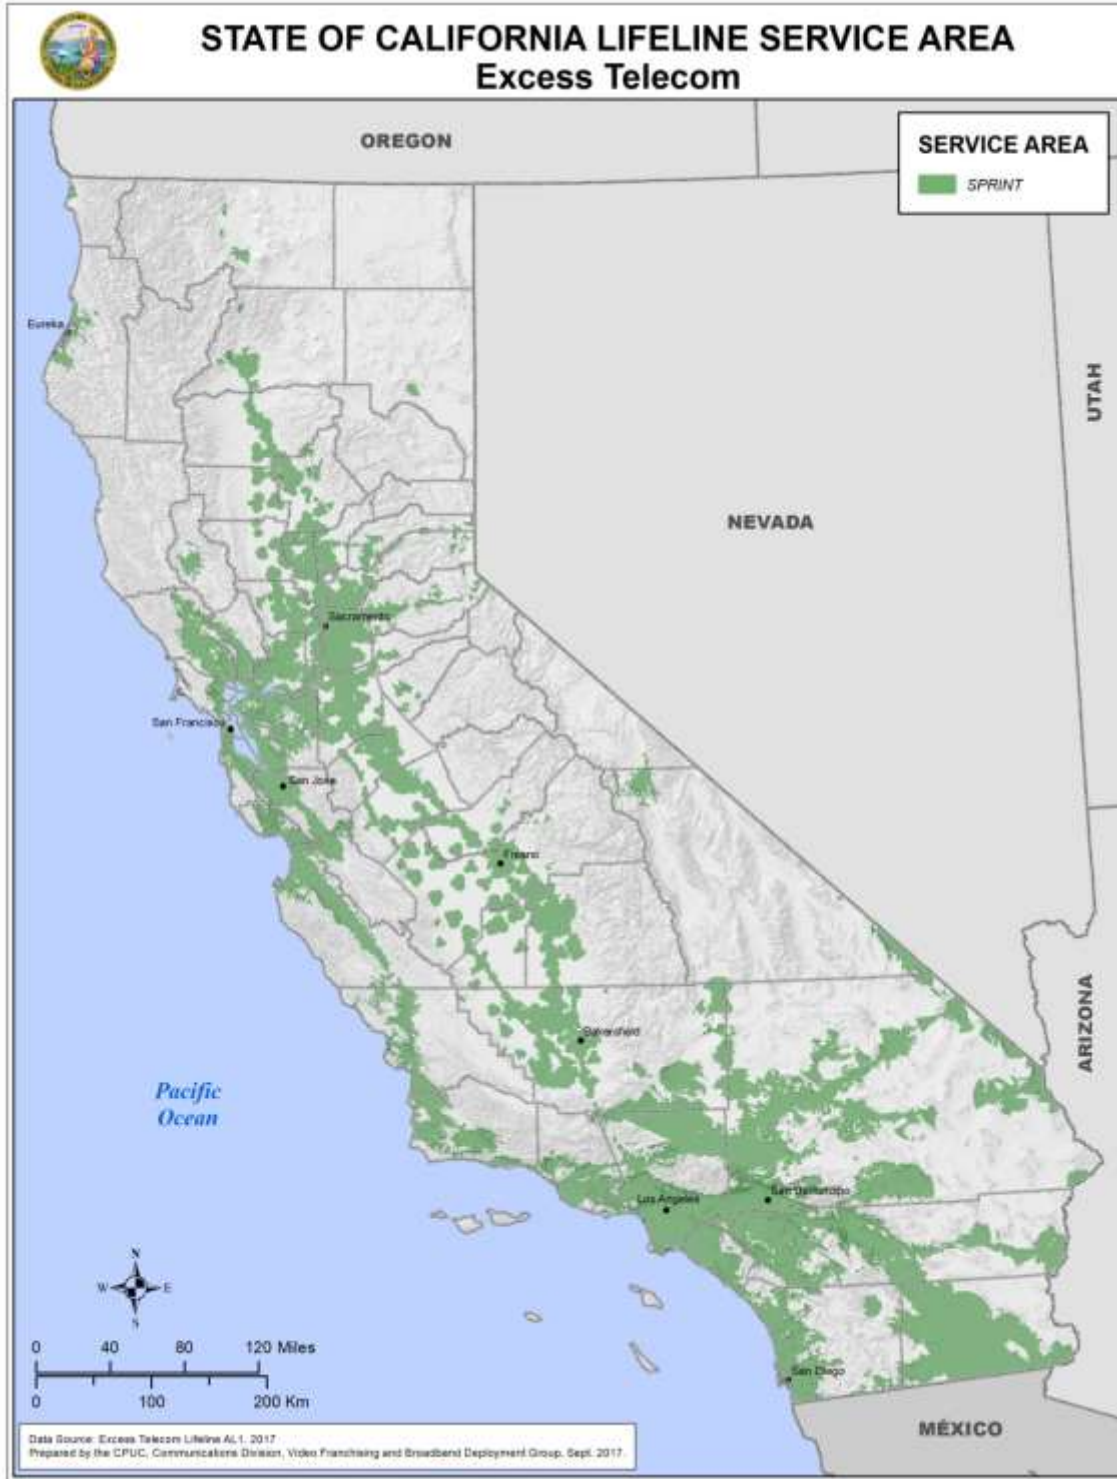 STATE OF CALIFORNIA LIFELINE SERVICE AREA
Excess Telecom
OREGON
SERVICE AREA
SPRINT
Eureka
UTAH
NEVADA
Sacramento
San Francisco
San Jose
Fresno
ARIZONA
Bakersfield
Pacific
Ocean
San Bernardino
Los Angeles
N
W E
S
0 40 80 120 Miles
0 100 200 Km
San Diego
MÉXICO
Data Source: Excess Telecom Lifeline AL1. 2017
Prepared by the CPUC, Communications Division, Video Franchising and Broadband Deployment Group, Sept. 2017.